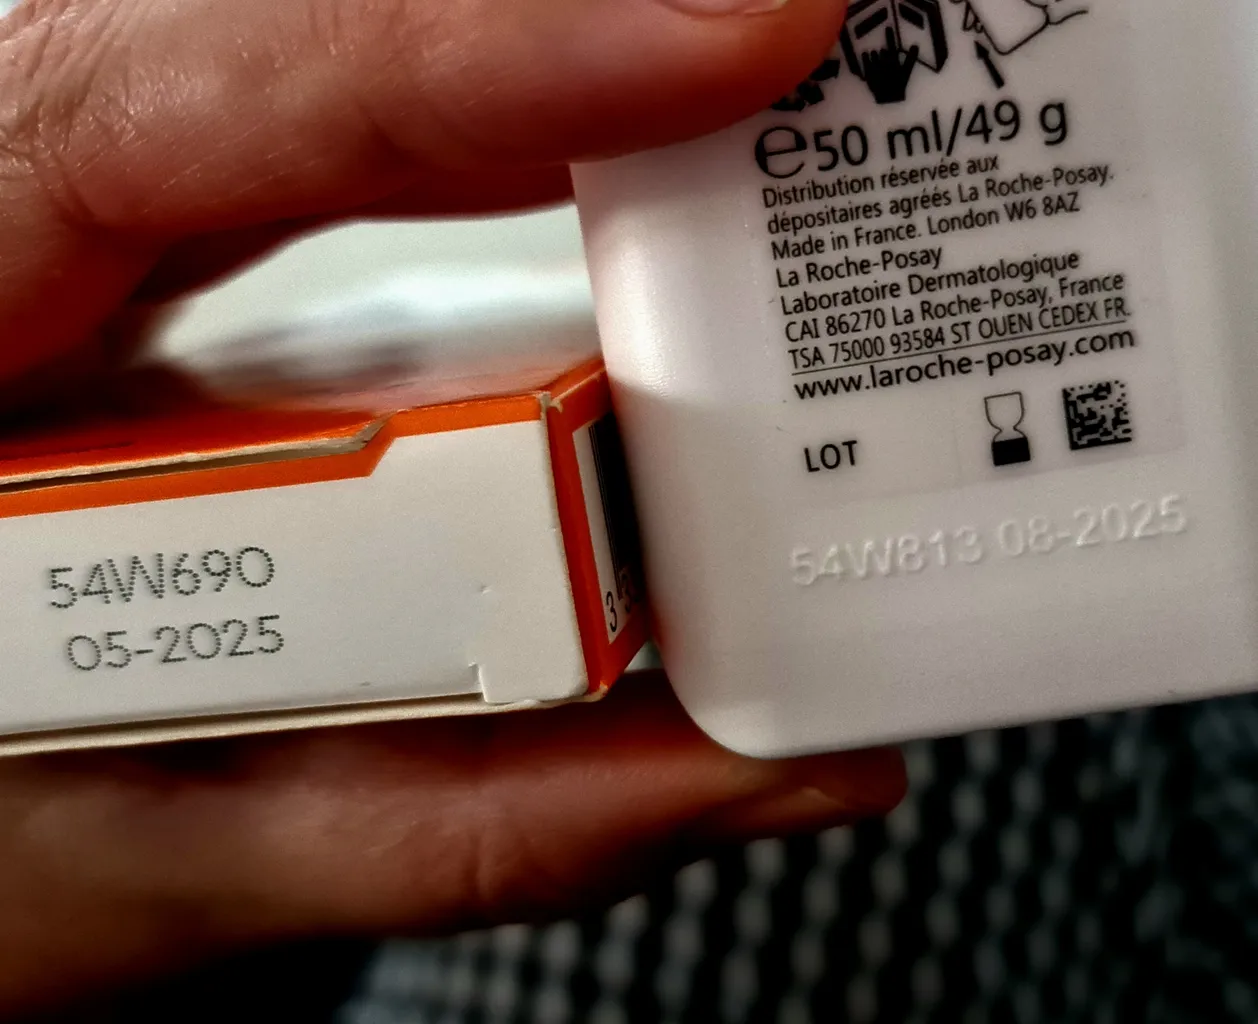 e50 ml/49 g
Distribution réservée aux
dépositaires agréés La Roche-Posay.
Made in France. London W6 8AZ
La Roche-Posay
Laboratoire Dermatologique
CAI 86270 La Roche-Posay, France
TSA 75000 93584 ST OUEN CEDEX FR.
www.laroche-posay.com
LOT
54W813 08-2025
54W690
05-2025
3